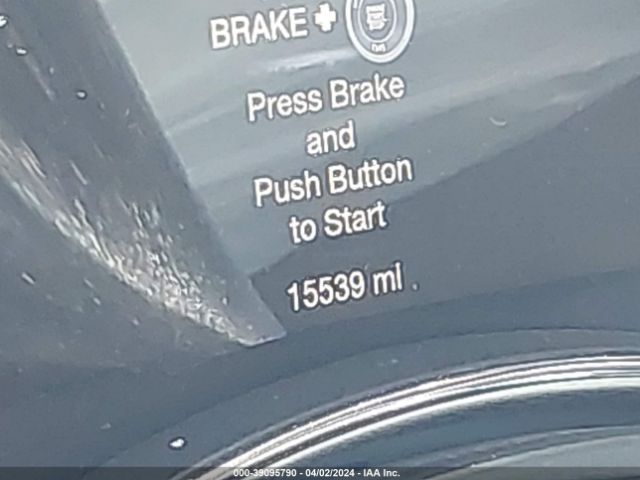 BRAKE +
Press Brake
and
Push Button
to Start
15539 mi
000-39095790 - 04/02/2024 - IAA Inc.